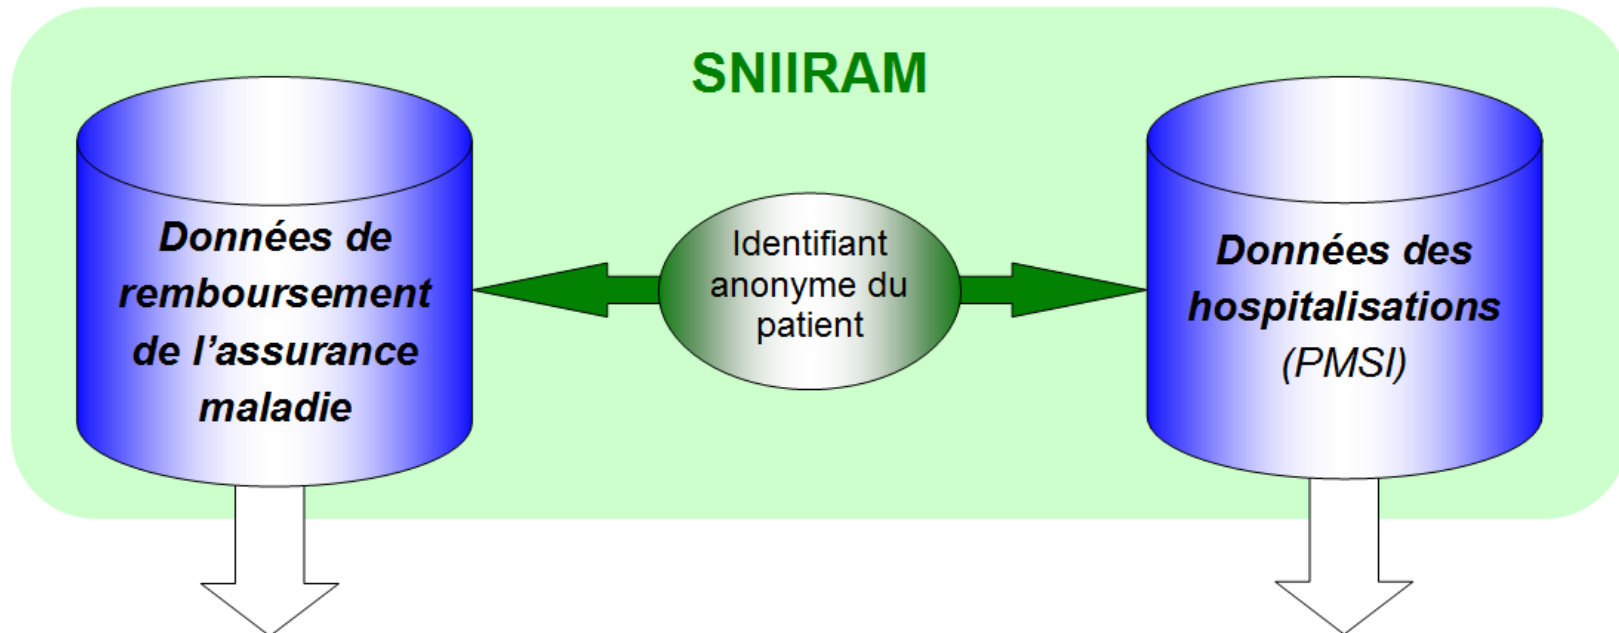 SNIIRAM
Données de
remboursement
de l’assurance
maladie
Identifiant
anonyme du
patient
Données des
hospitalisations
(PMSI)